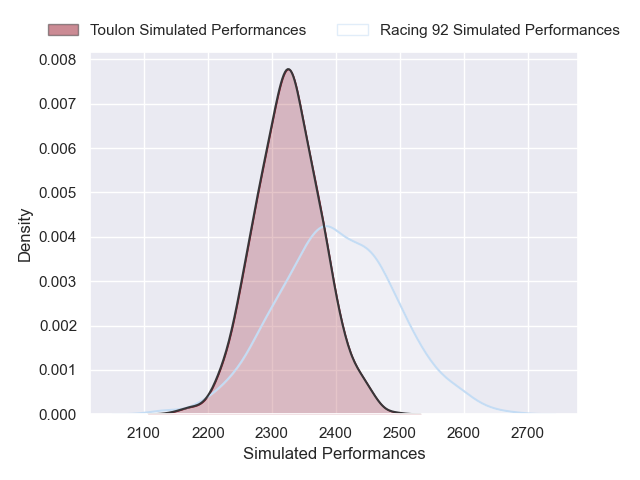 Toulon Simulated Performances
Racing 92 Simulated Performances
0.008
0.007
0.006
0.005
0.004
0.003
0.002
0.001
0.000
Density
2100 2200 2300 2400 2500 2600 2700
Simulated Performances